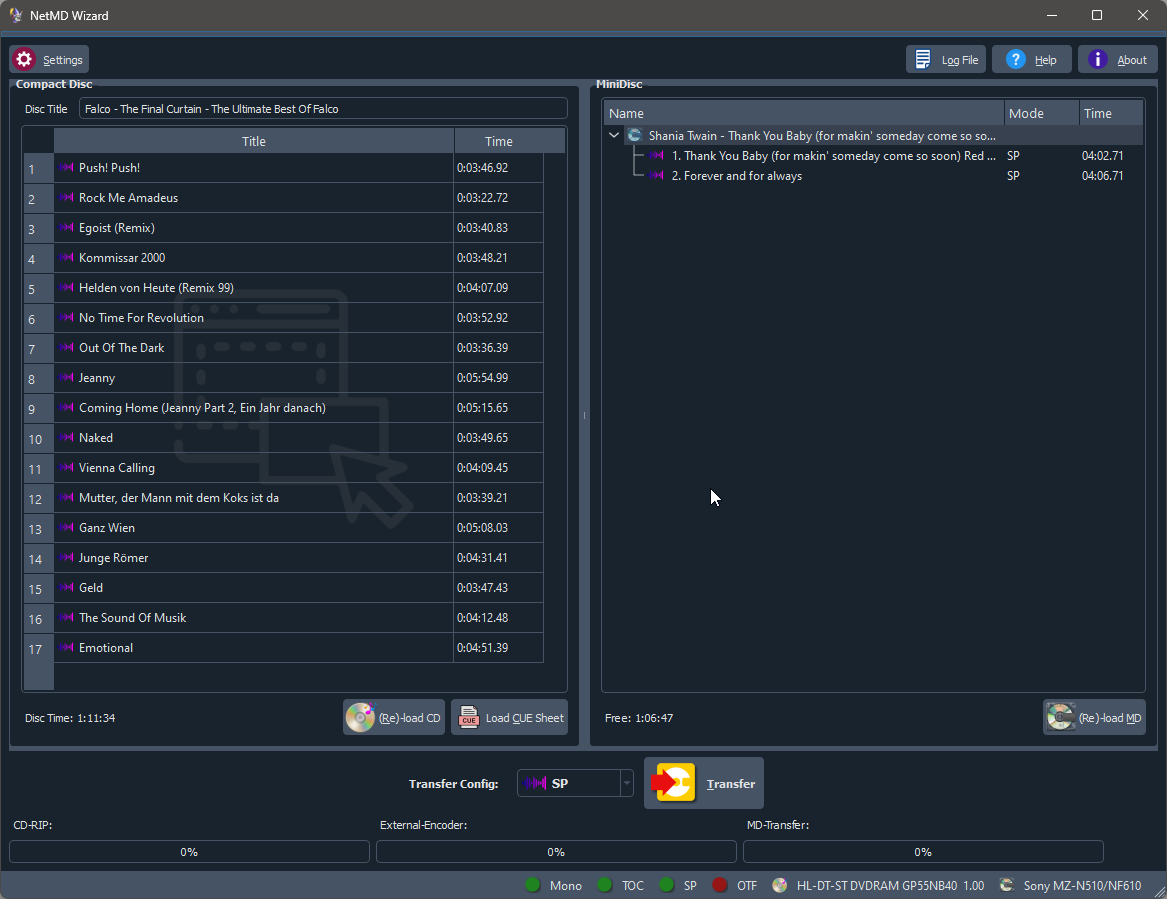 NetMD Wizard
Settings
Log File
Help
About
Compact Disc
Disc Title
Falco - The Final Curtain - The Ultimate Best Of Falco
Title
Time
1
Push! Push!
0:03:46.92
2
Rock Me Amadeus
0:03:22.72
3
Egoist (Remix)
0:03:40.83
4
Kommissar 2000
0:03:48.21
5
Helden von Heute (Remix 99)
0:04:07.09
6
No Time For Revolution
0:03:52.92
7
Out Of The Dark
0:03:36.39
8
Jeanny
0:05:54.99
9
Coming Home (Jeanny Part 2, Ein Jahr danach)
0:05:15.65
10
Naked
0:03:49.65
11
Vienna Calling
0:04:09.45
12
Mutter, der Mann mit dem Koks ist da
0:03:39.21
13
Ganz Wien
0:05:08.03
14
Junge Römer
0:04:31.41
15
Geld
0:03:47.43
16
The Sound Of Musik
0:04:12.48
17
Emotional
0:04:51.39
Disc Time: 1:11:34
(Re)-load CD
CUE
Load CUE Sheet
MiniDisc
Name
Mode
Time
Shania Twain - Thank You Baby (for makin' someday come so so...
1. Thank You Baby (for makin' someday come so soon) Red ...
SP
04:02.71
2. Forever and for always
SP
04:06.71
Free: 1:06:47
(Re)-load MD
Transfer Config:
SP
Transfer
CD-RIP:
External-Encoder:
MD-Transfer:
0%
0%
0%
Mono
TOC
SP
OTF
HL-DT-ST DVDRAM GP55NB40 1.00
Sony MZ-N510/NF610